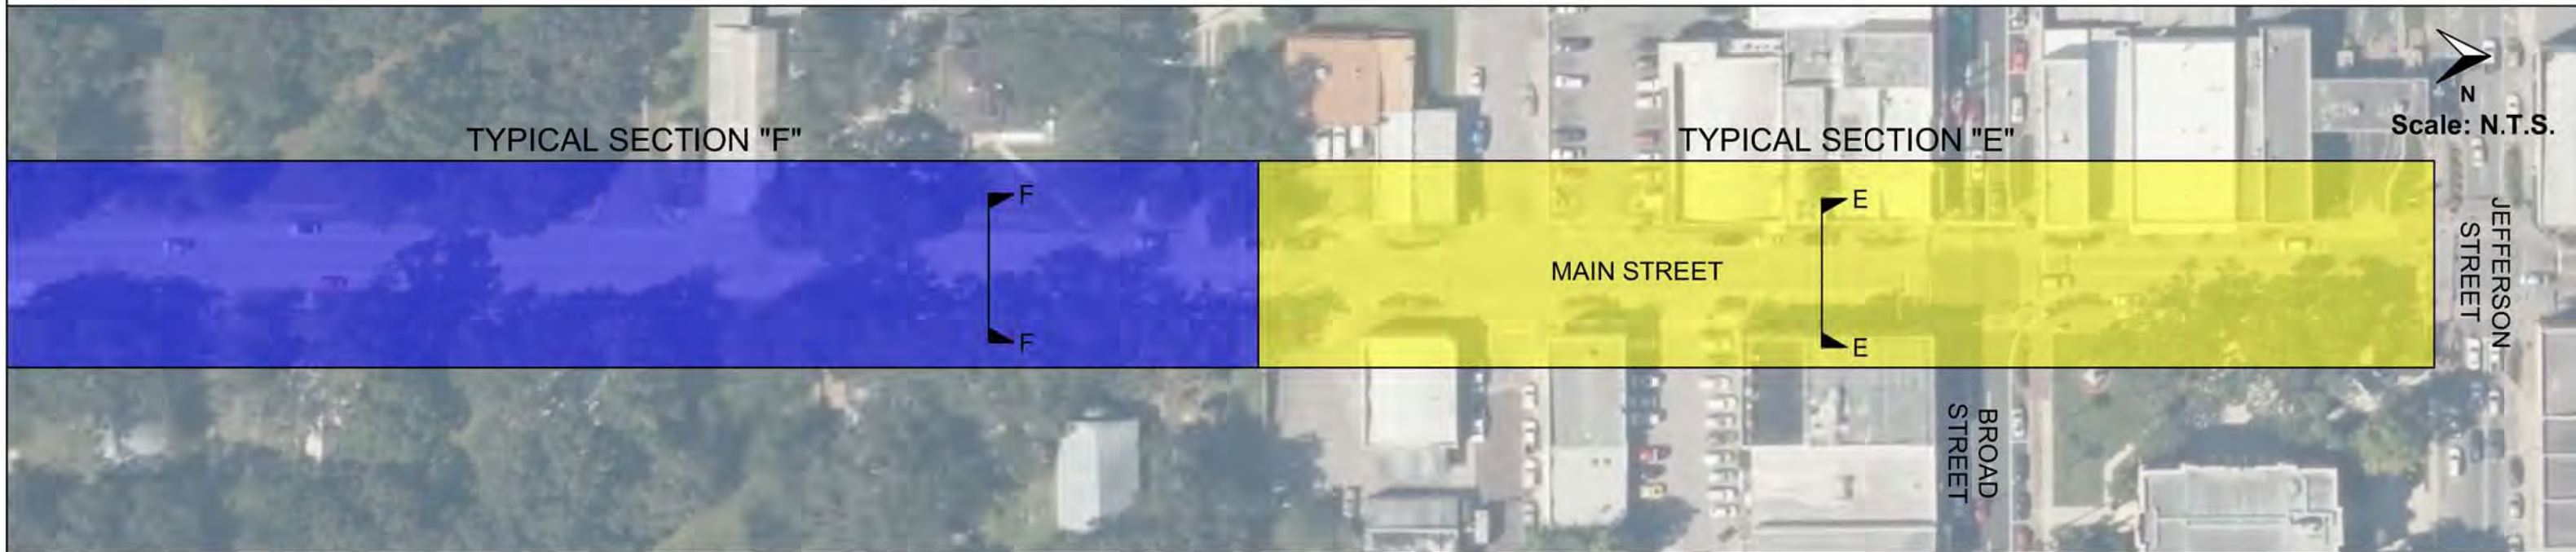 TYPICAL SECTION "F"
TYPICAL SECTION "E"
N
Scale: N.T.S.
F
F
E
E
MAIN STREET
JEFFERSON
STREET
BROAD
STREET